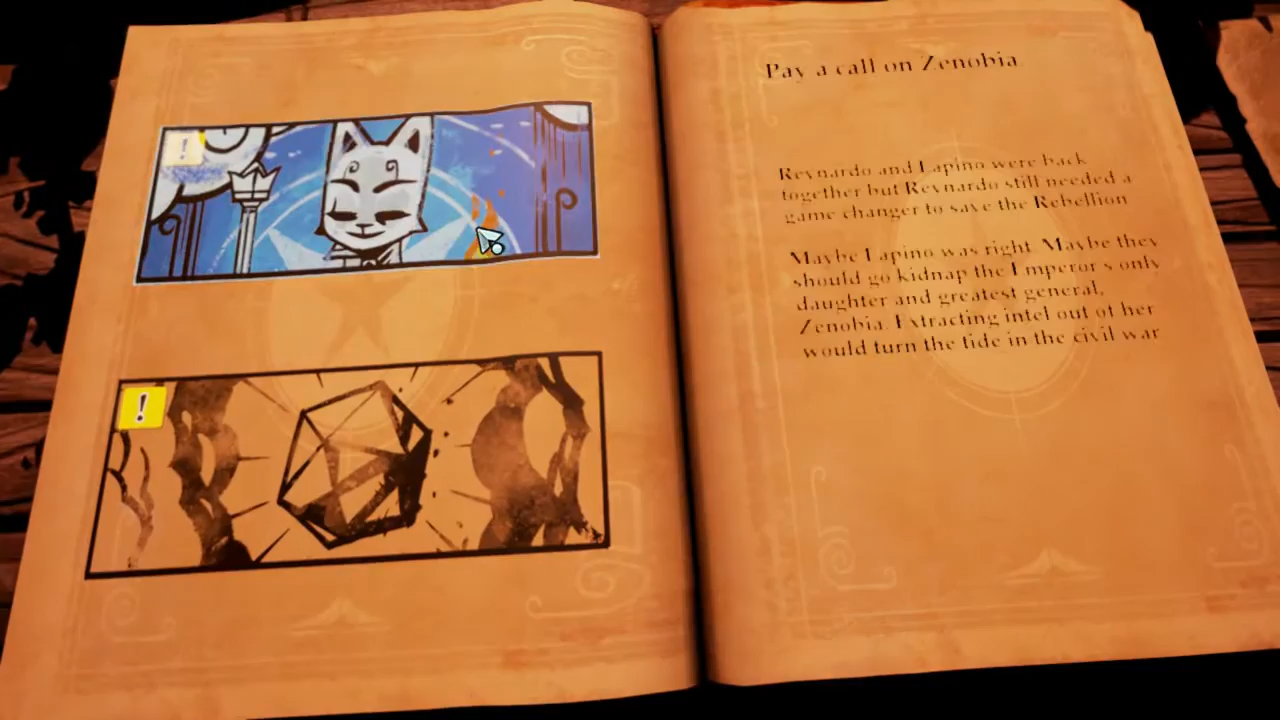 !
!
Pay a call on Zenobia
Reynardo and Lapino were back
together but Reynardo still needed a
game changer to save the Rebellion
Maybe Lapino was right. Maybe they
should go kidnap the Emperor s only
daughter and greatest general,
Zenobia. Extracting intel out of her
would turn the tide in the civil war